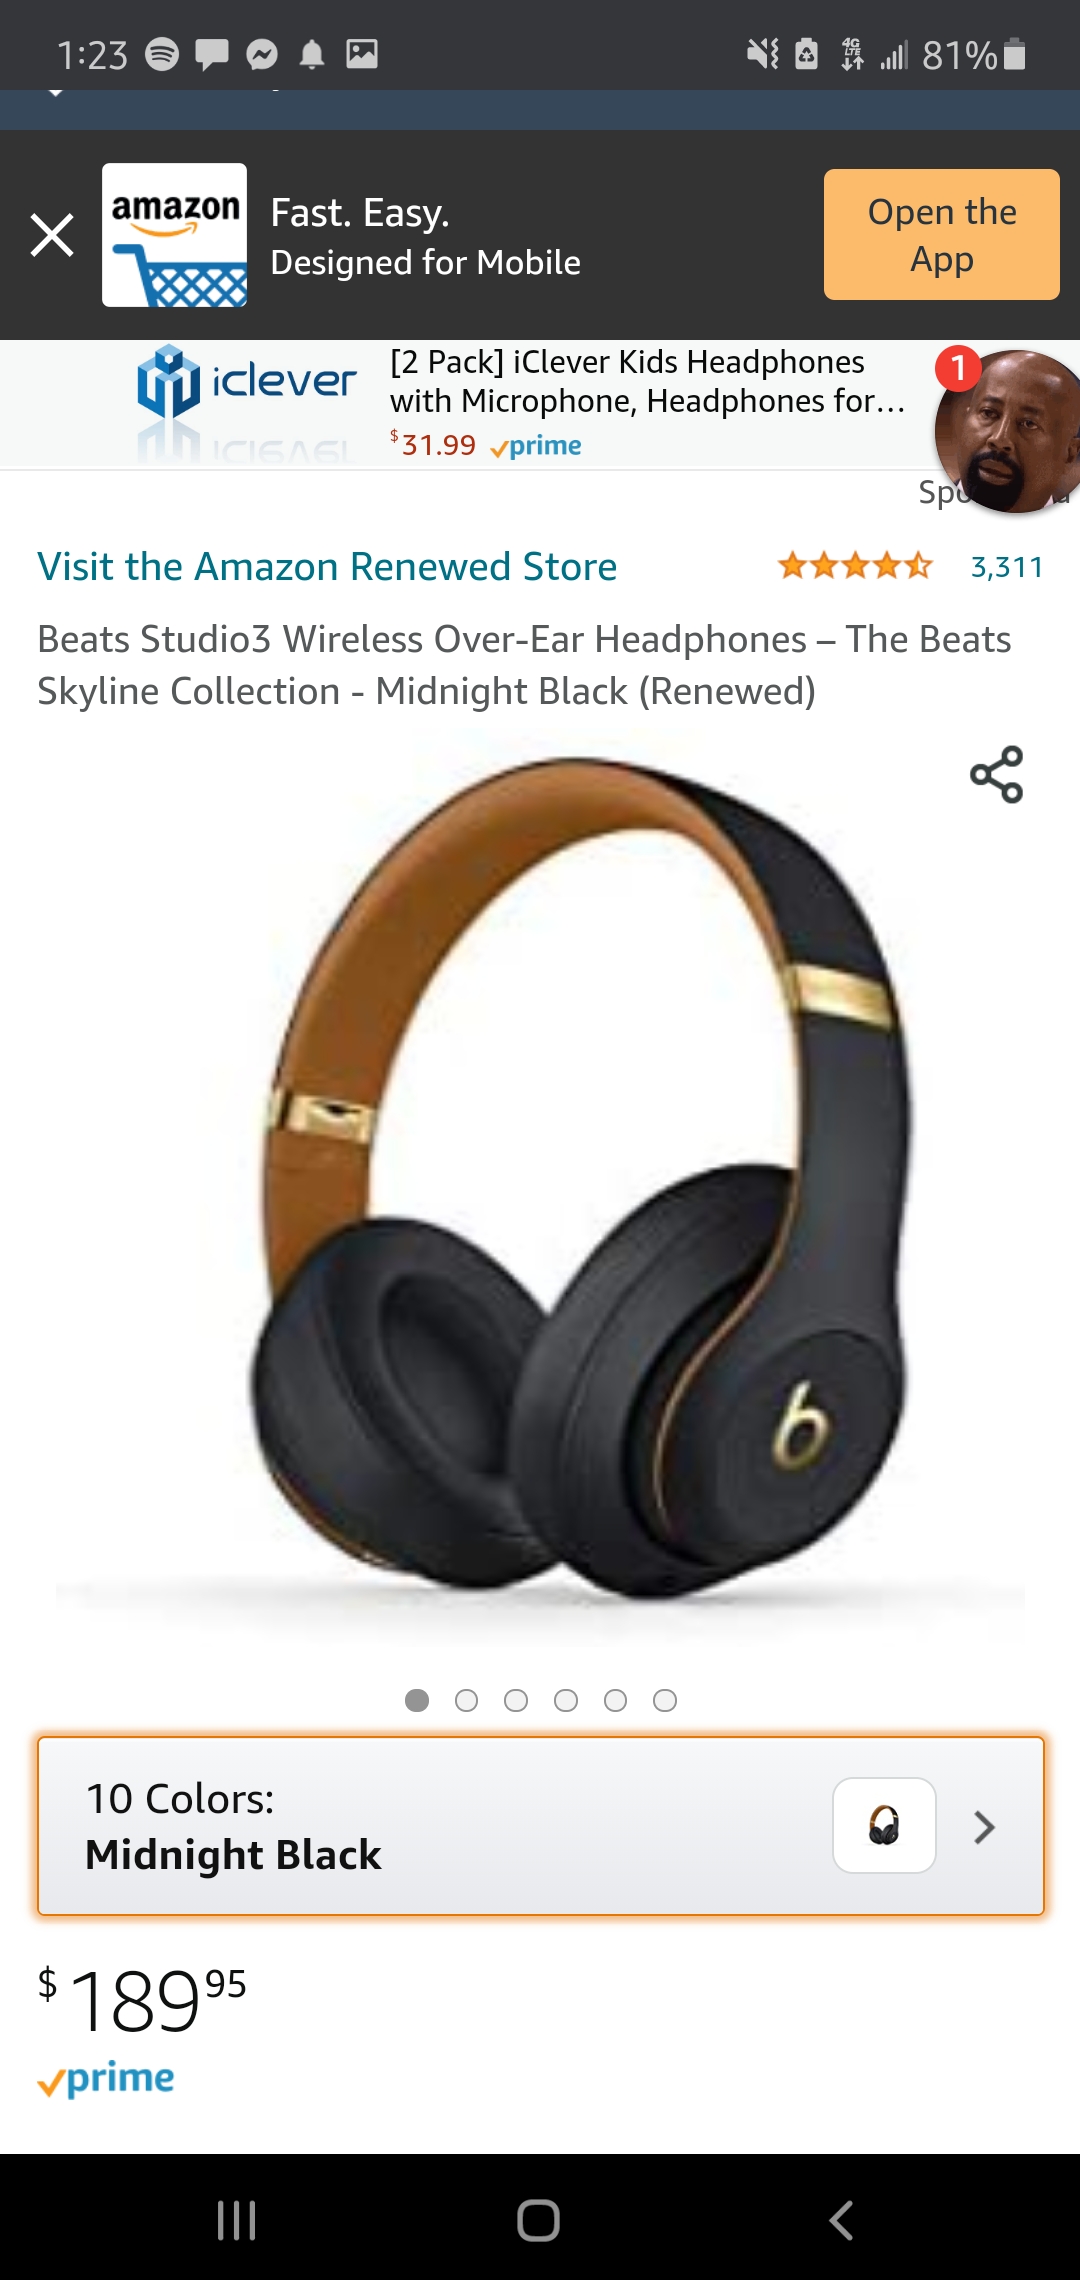 1:23
4G
LTE
81%
amazon
Fast. Easy.
Designed for Mobile
Open the
App
iclever
[2 Pack] iClever Kids Headphones
with Microphone, Headphones for...
$31.99 prime
1
Visit the Amazon Renewed Store
3,311
Beats Studio3 Wireless Over-Ear Headphones – The Beats
Skyline Collection - Midnight Black (Renewed)
b
10 Colors:
Midnight Black
$189 95
prime